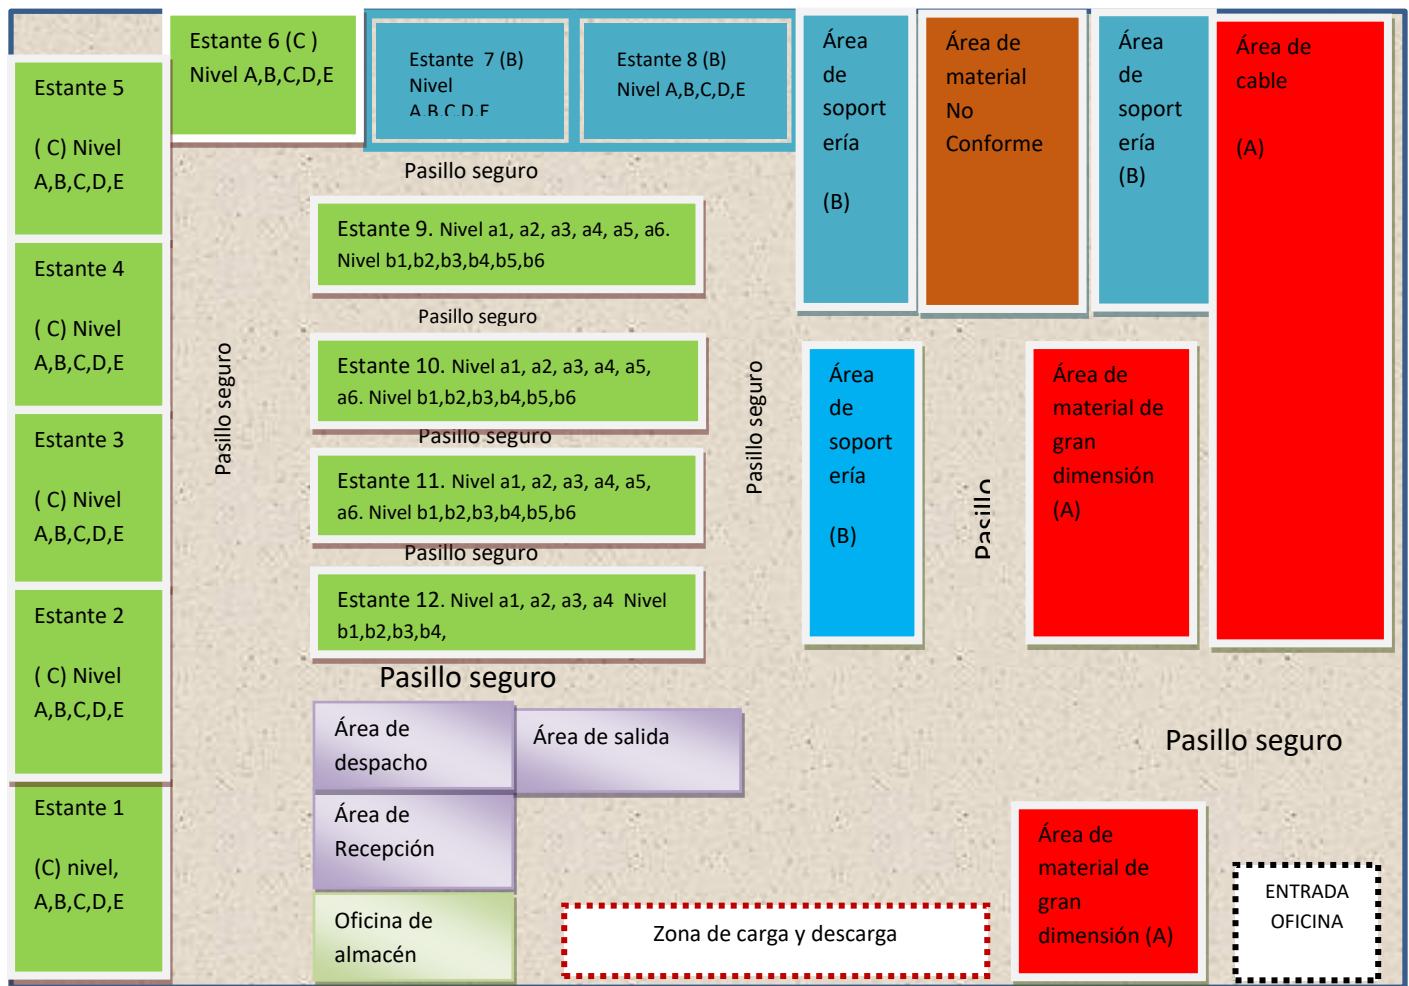 Estante 6 (C )
Nivel A,B,C,D,E
Estante 7 (B)
Nivel
A,B,C,D,E
Estante 8 (B)
Nivel A,B,C,D,E
Área
de
soport
ería
(B)
Área de
material
No
Conforme
Área
de
soport
ería
(B)
Área de
cable
(A)
Estante 5
( C) Nivel
A,B,C,D,E
Estante 4
( C) Nivel
A,B,C,D,E
Estante 3
( C) Nivel
A,B,C,D,E
Estante 2
( C) Nivel
A,B,C,D,E
Estante 1
(C) nivel,
A,B,C,D,E
Pasillo seguro
Pasillo seguro
Estante 9. Nivel a1, a2, a3, a4, a5, a6.
Nivel b1,b2,b3,b4,b5,b6
Pasillo seguro
Estante 10. Nivel a1, a2, a3, a4, a5,
a6. Nivel b1,b2,b3,b4,b5,b6
Pasillo seguro
Estante 11. Nivel a1, a2, a3, a4, a5,
a6. Nivel b1,b2,b3,b4,b5,b6
Pasillo seguro
Estante 12. Nivel a1, a2, a3, a4 Nivel
b1,b2,b3,b4,
Pasillo seguro
Pasillo seguro
Área
de
soport
ería
(B)
Pasillo
Área de
material de
gran
dimensión
(A)
Pasillo seguro
Área de
despacho
Área de salida
Área de
Recepción
Oficina de
almacén
Zona de carga y descarga
Área de
material de
gran
dimensión (A)
ENTRADA
OFICINA